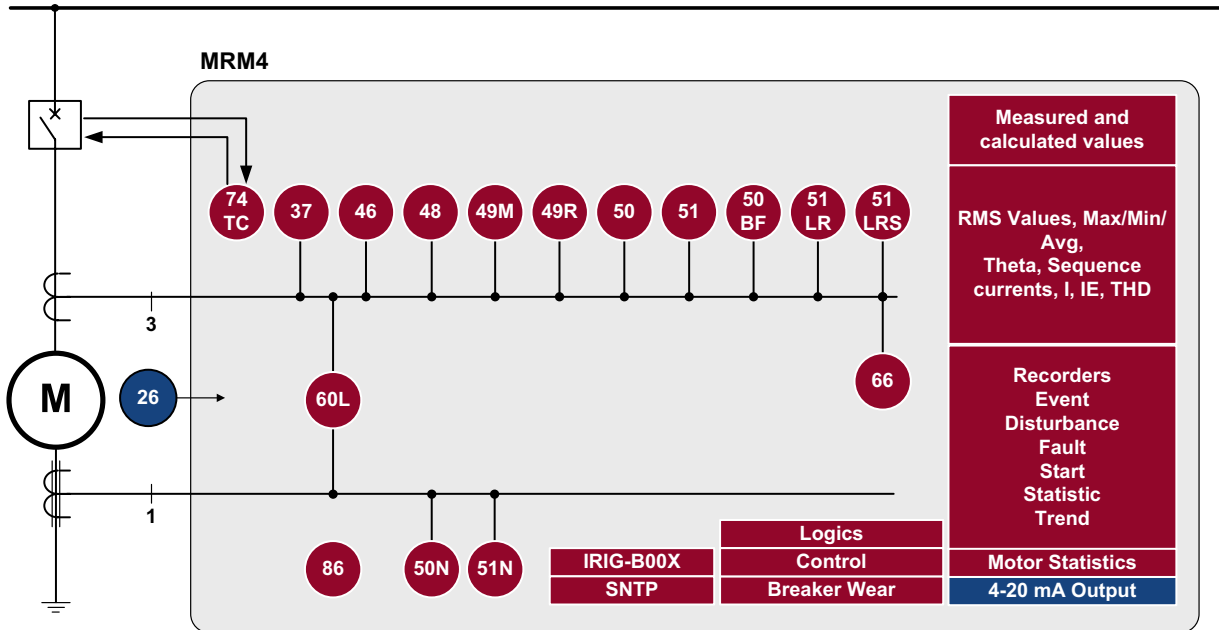 MRM4
74
TC
37
46
48
49M
49R
50
51
50
BF
51
LR
51
LRS
3
M
26
60L
66
1
86
50N
51N
IRIG-B00X
SNTP
Logics
Control
Breaker Wear
Measured and
calculated values
RMS Values, Max/Min/
Avg,
Theta, Sequence
currents, I, IE, THD
Recorders
Event
Disturbance
Fault
Start
Statistic
Trend
Motor Statistics
4-20 mA Output